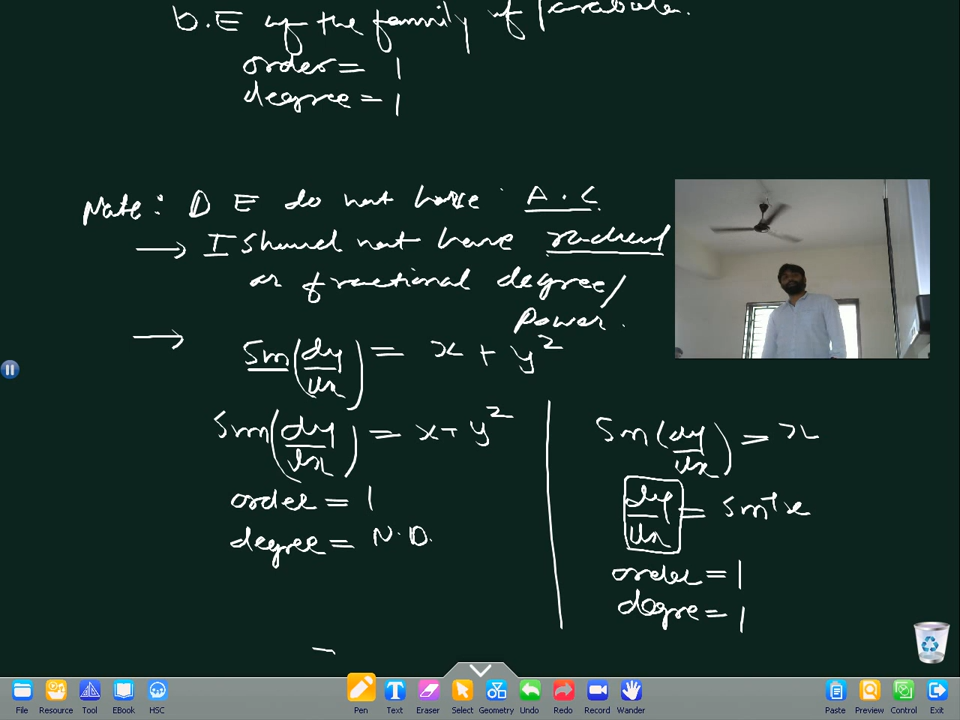 D.E of the family of Parabola.
order = 1
degree = 1
Note: D E do not have A.C
→ I should not have radical
or fractional degree/
Power.
→ Sin(dy/dx) = x + y²
Sin(dy/dx) = x + y²
order = 1
degree = N.D.
Sin(dy/dx) = x
dy/dx = Sin⁻¹x
order = 1
degre = 1
File Resource Tool EBook HSC Pen Text Eraser Select Geometry Undo Redo Record Wander Paste Preview Control Exit